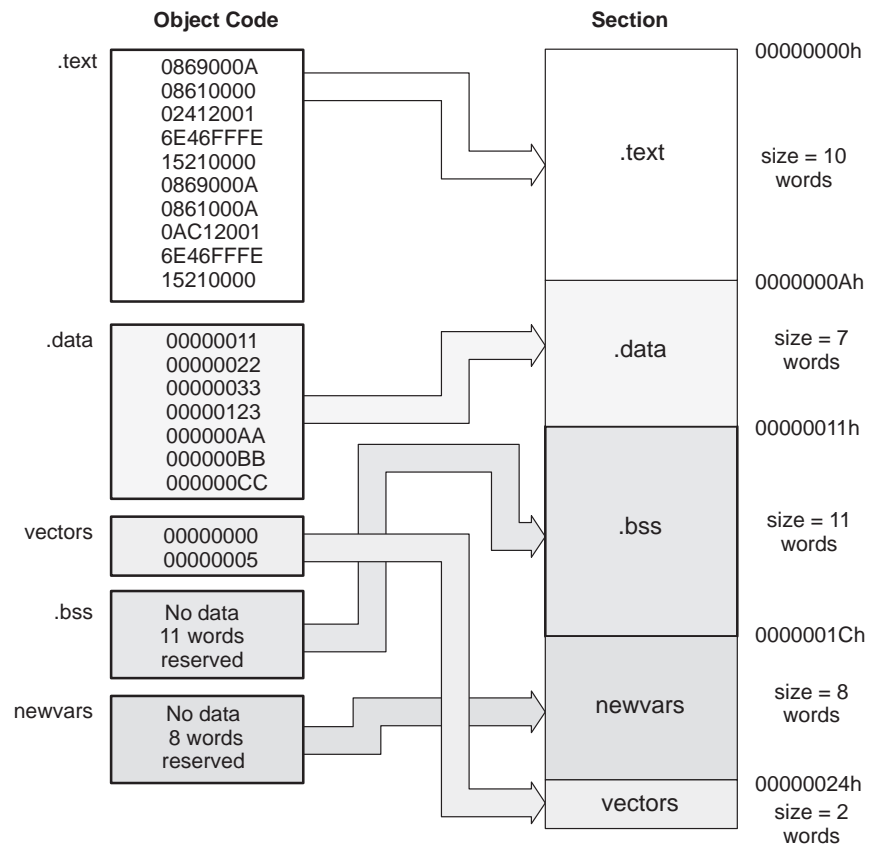 Object Code
Section
.text
0869000A
08610000
02412001
6E46FFFE
15210000
0869000A
0861000A
0AC12001
6E46FFFE
15210000
.data
00000011
00000022
00000033
00000123
000000AA
000000BB
000000CC
vectors
00000000
00000005
.bss
No data
11 words
reserved
newvars
No data
8 words
reserved
00000000h
.text
size = 10
words
0000000Ah
.data
size = 7
words
00000011h
.bss
size = 11
words
0000001Ch
newvars
size = 8
words
00000024h
vectors
size = 2
words